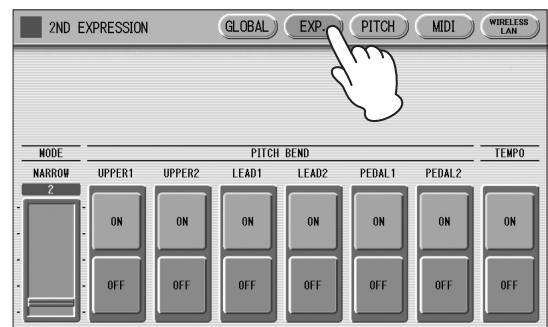 2ND EXPRESSION GLOBAL EXP. PITCH MIDI WIRELESS LAN
MODE PITCH BEND TEMPO
NARROW UPPER1 UPPER2 LEAD1 LEAD2 PEDAL1 PEDAL2
2
ON ON ON ON ON ON ON
OFF OFF OFF OFF OFF OFF OFF